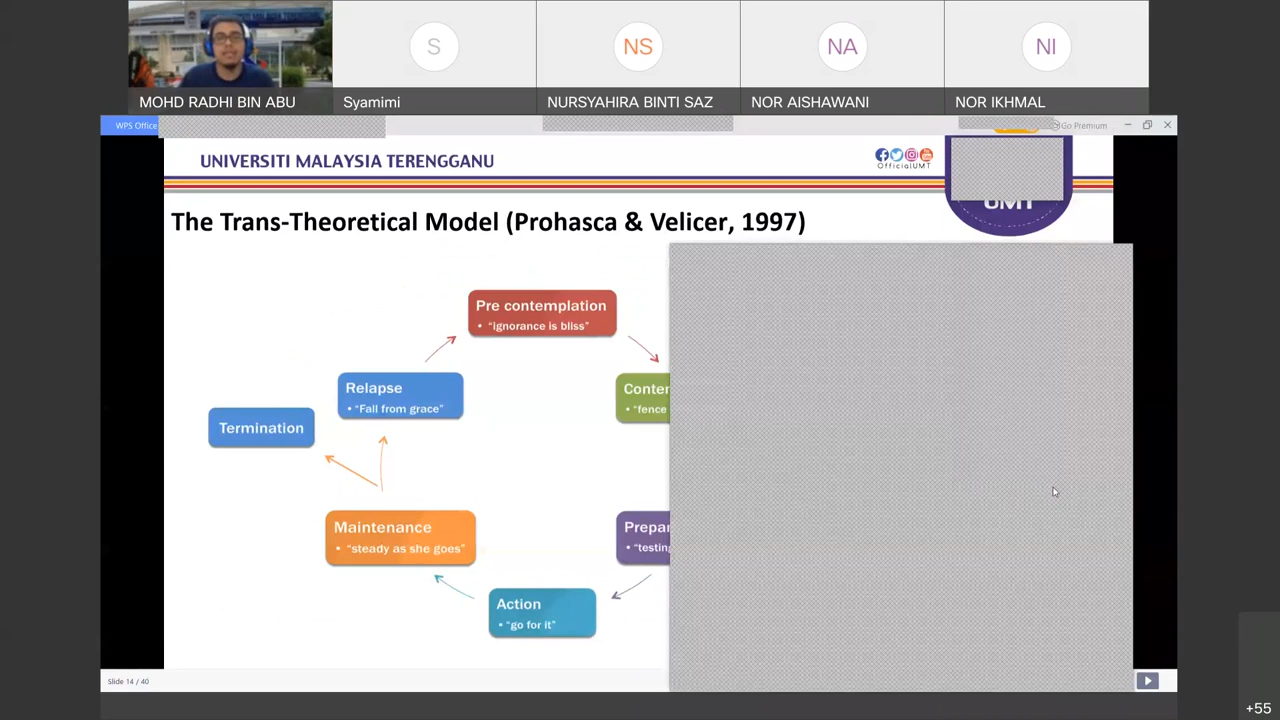 S
NS
NA
NI
MOHD RADHI BIN ABU
Syamimi
NURSYAHIRA BINTI SAZ
NOR AISHAWANI
NOR IKHMAL
WPS Office
Go Premium
UNIVERSITI MALAYSIA TERENGGANU
OfficialUMT
UMT
The Trans-Theoretical Model (Prohasca & Velicer, 1997)
Pre contemplation
• "ignorance is bliss"
Relapse
• "Fall from grace"
Conte
• "fence
Termination
Maintenance
• "steady as she goes"
Prepar
• "testing
Action
• "go for it"
Slide 14 / 40
+55